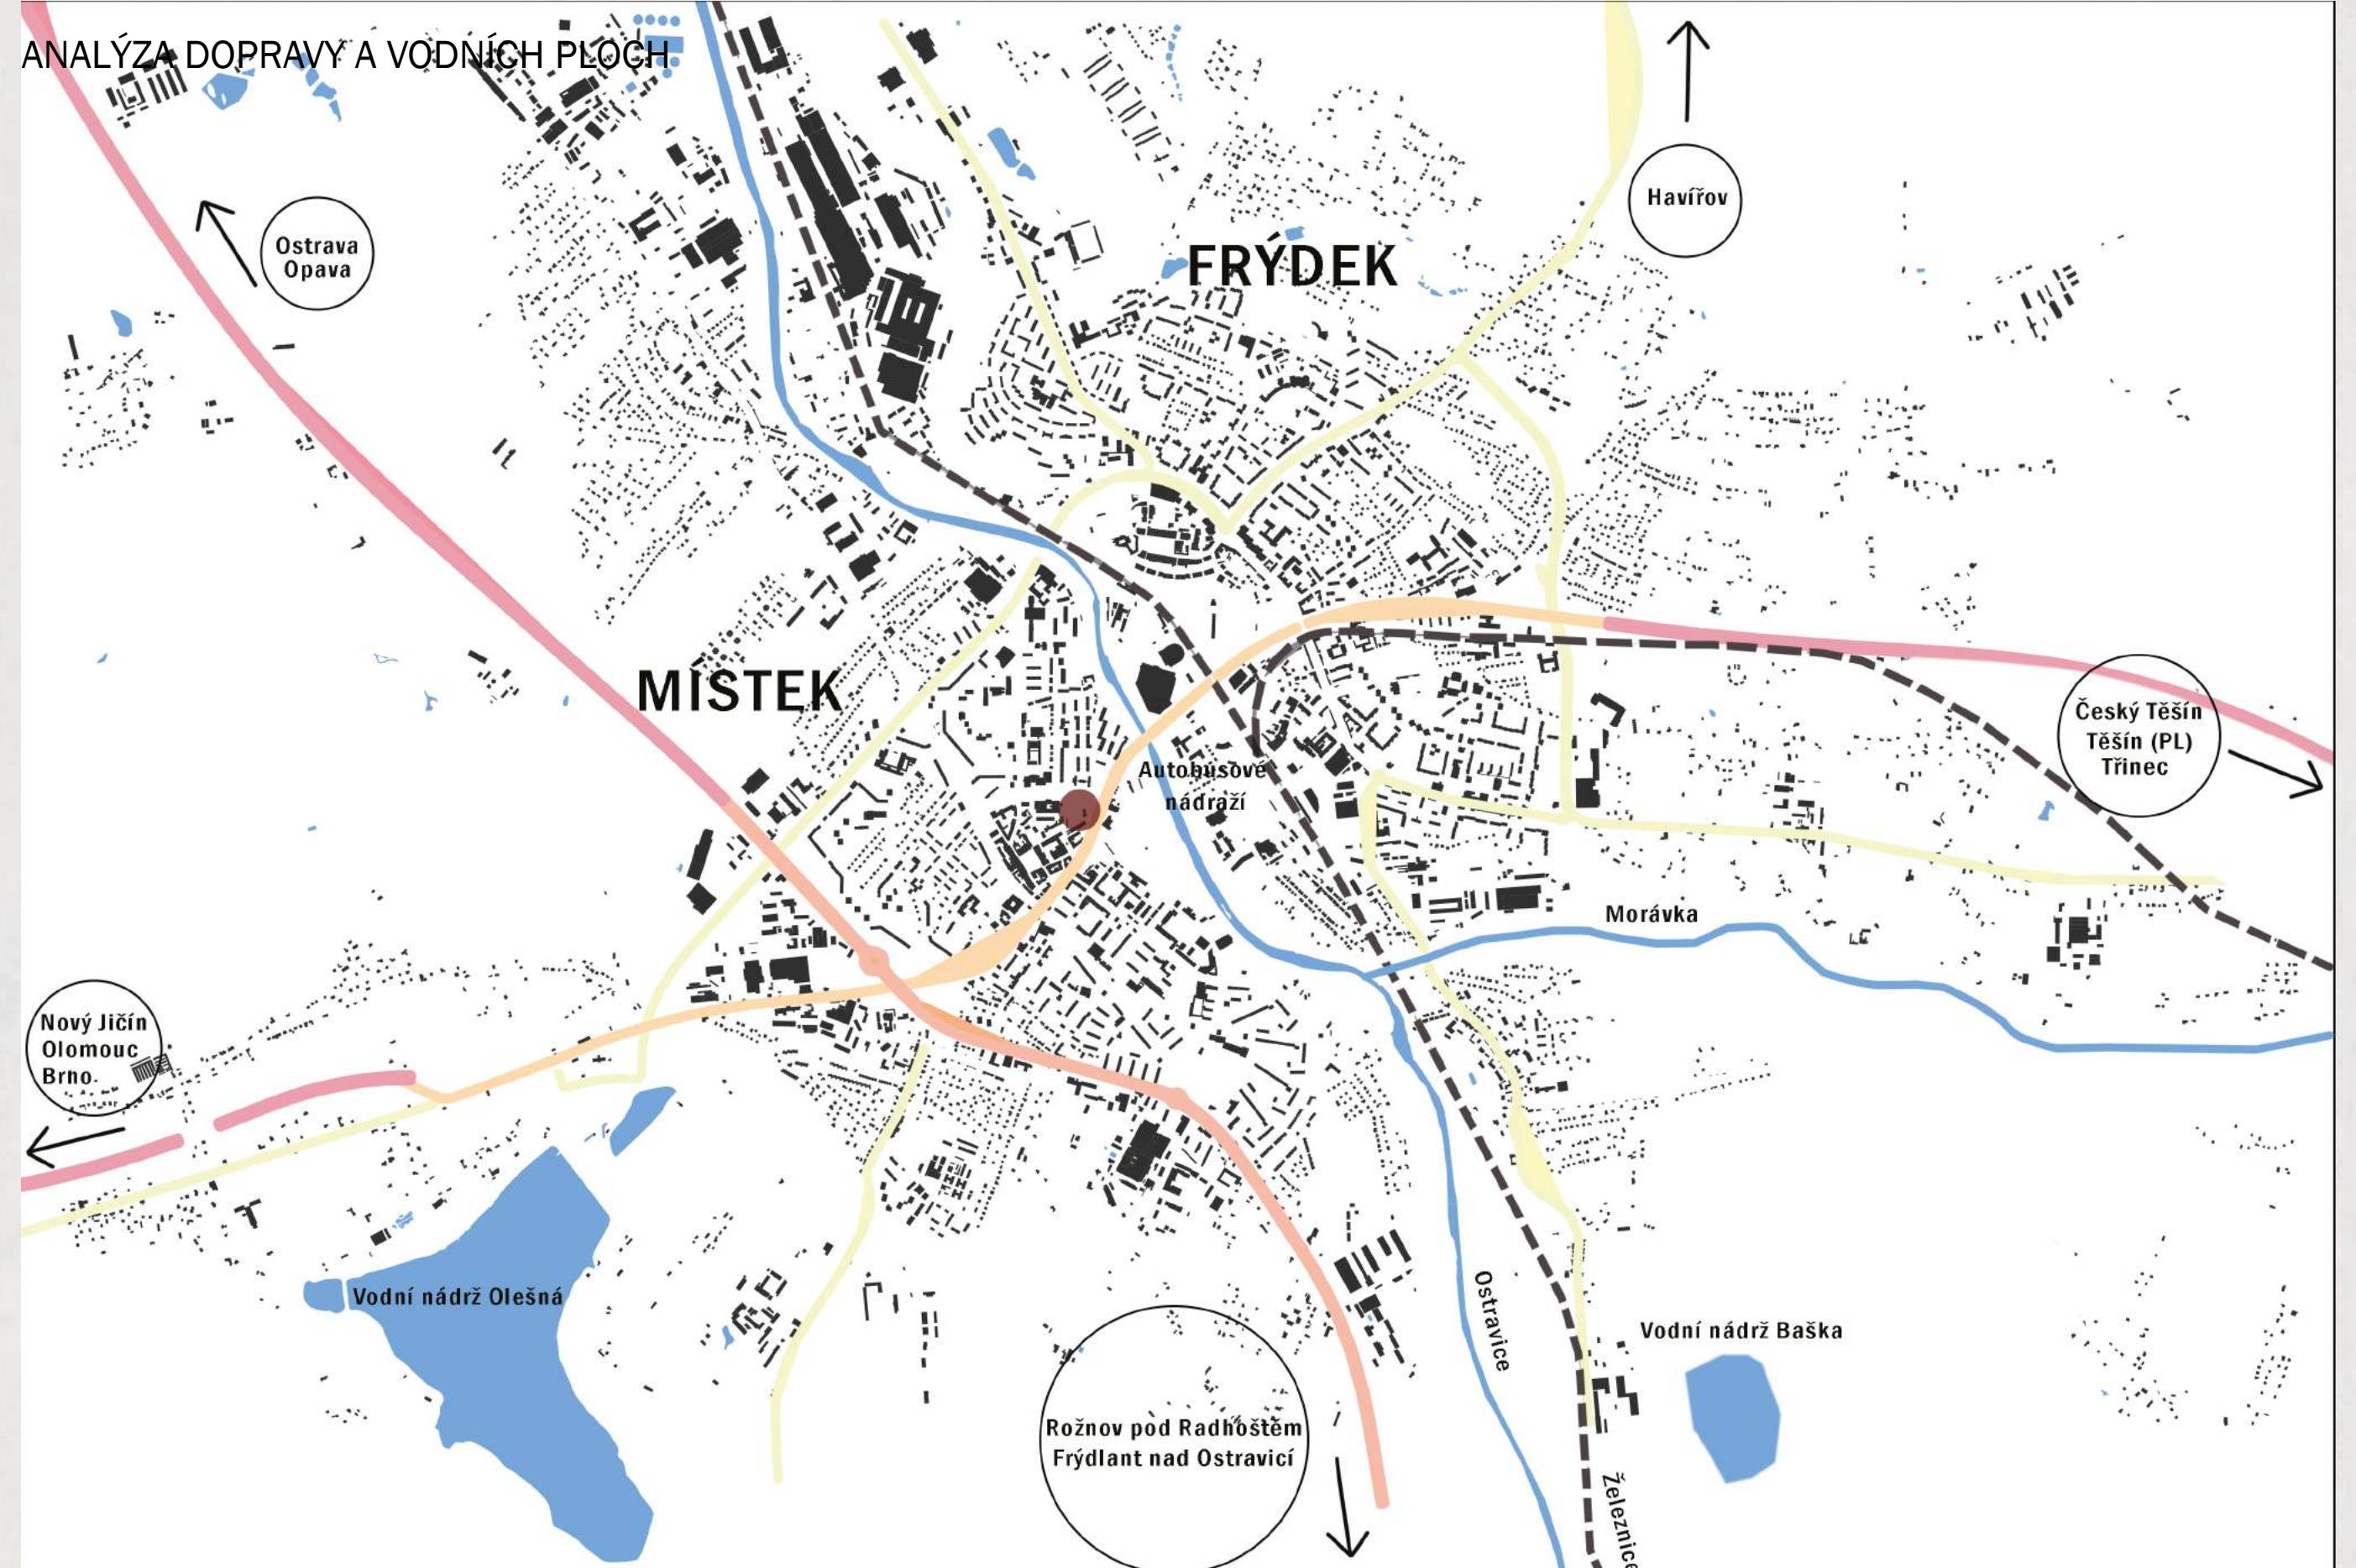 ANALÝZA DOPRAVY A VODNÍCH PLOCH
Havířov
Ostrava
Opava
FRÝDEK
MÍSTEK
Český Těšín
Těšín (PL)
Třinec
Autobusové
nádraží
Morávka
Nový Jičín
Olomouc
Brno
Vodní nádrž Olešná
Ostravice
Vodní nádrž Baška
Rožnov pod Radhoštěm
Frýdlant nad Ostravicí
Železnice